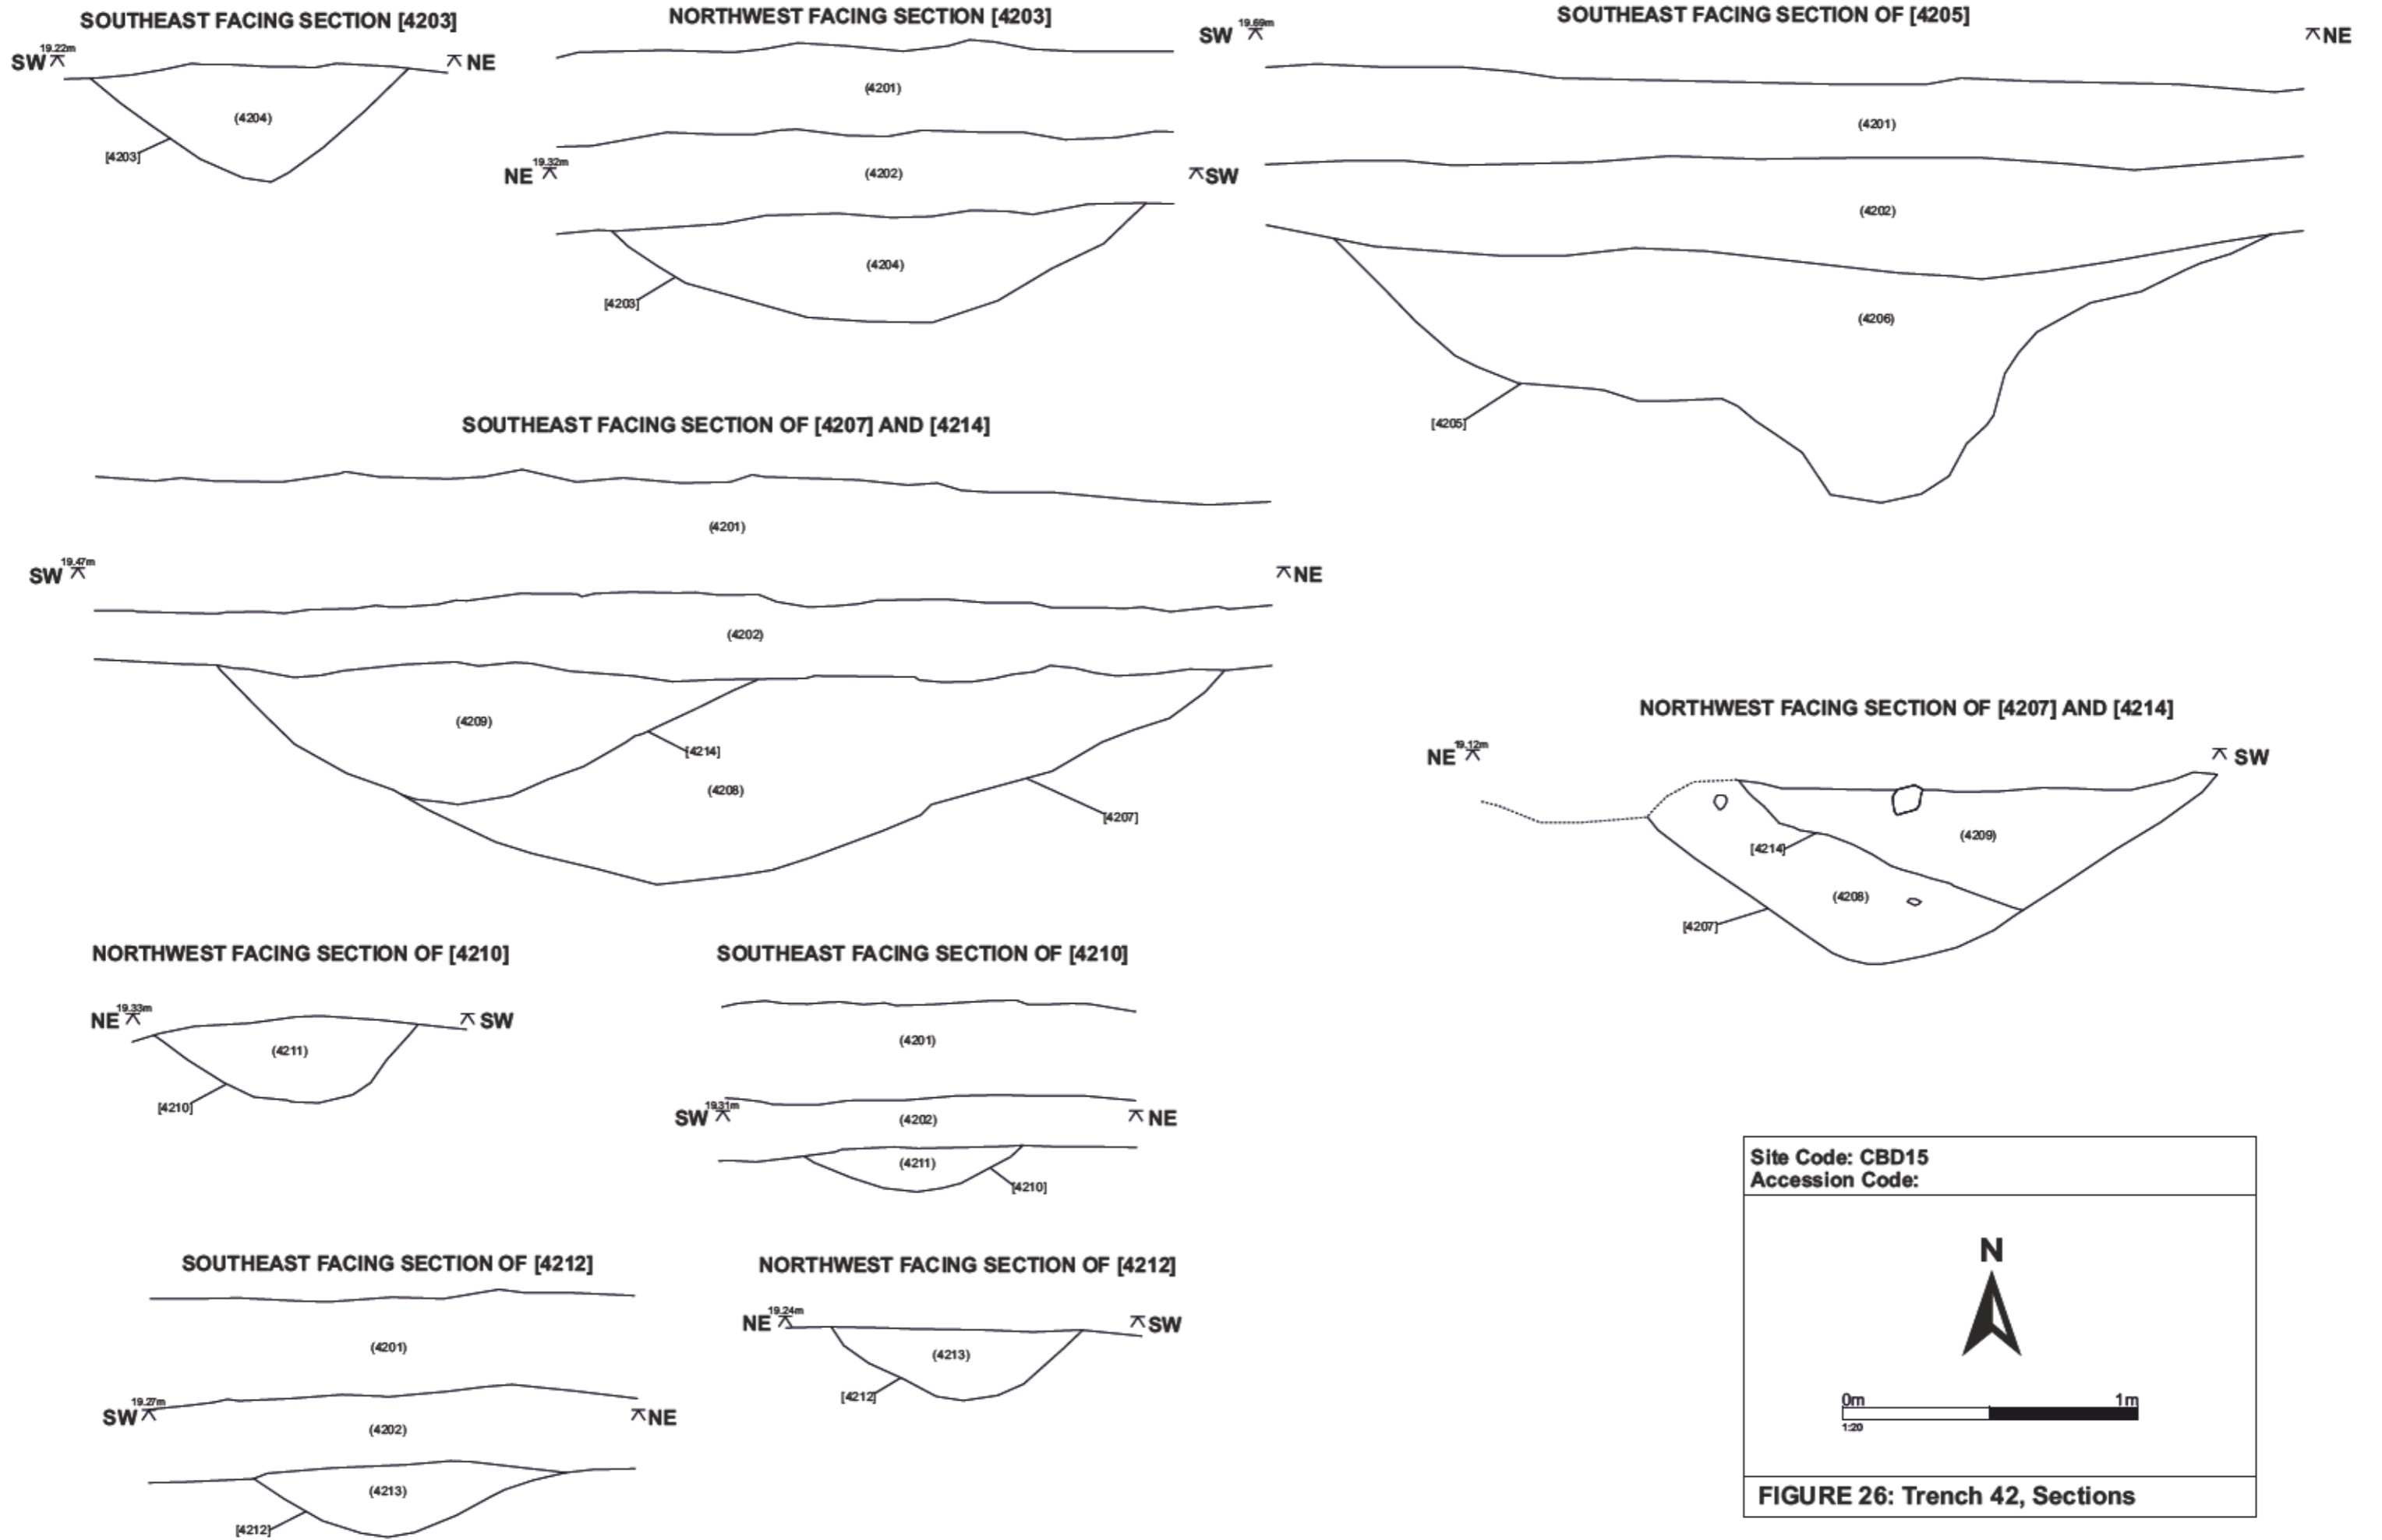 SOUTHEAST FACING SECTION [4203]
SW 19.22m NE
(4204)
[4203]
NORTHWEST FACING SECTION [4203]
(4201)
NE 19.32m SW
(4202)
(4204)
[4203]
SOUTHEAST FACING SECTION OF [4205]
SW 19.69m NE
(4201)
(4202)
(4206)
[4205]
SOUTHEAST FACING SECTION OF [4207] AND [4214]
(4201)
SW 19.47m NE
(4202)
(4209)
[4214]
(4208)
[4207]
NORTHWEST FACING SECTION OF [4207] AND [4214]
NE 19.12m SW
(4209)
[4214]
(4208)
[4207]
NORTHWEST FACING SECTION OF [4210]
NE 19.33m SW
(4211)
[4210]
SOUTHEAST FACING SECTION OF [4210]
(4201)
SW 19.31m NE
(4202)
(4211)
[4210]
SOUTHEAST FACING SECTION OF [4212]
(4201)
SW 19.27m NE
(4202)
(4213)
[4212]
NORTHWEST FACING SECTION OF [4212]
NE 19.24m SW
(4213)
[4212]
Site Code: CBD15
Accession Code:
N
0m 1m
1:20
FIGURE 26: Trench 42, Sections